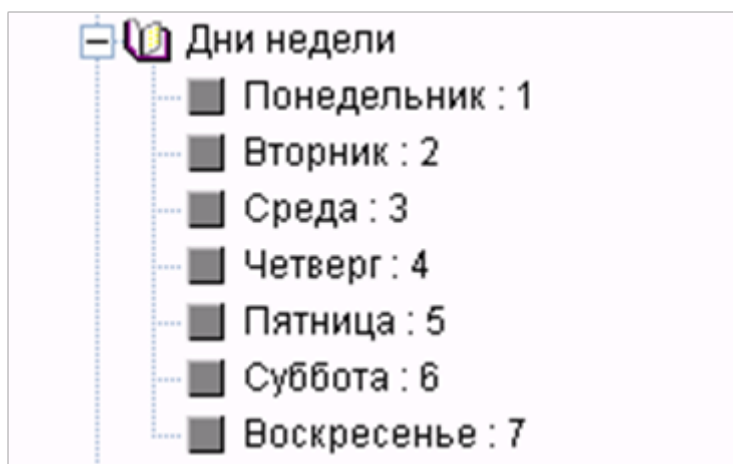 Дни недели
Понедельник : 1
Вторник : 2
Среда : 3
Четверг : 4
Пятница : 5
Суббота : 6
Воскресенье : 7